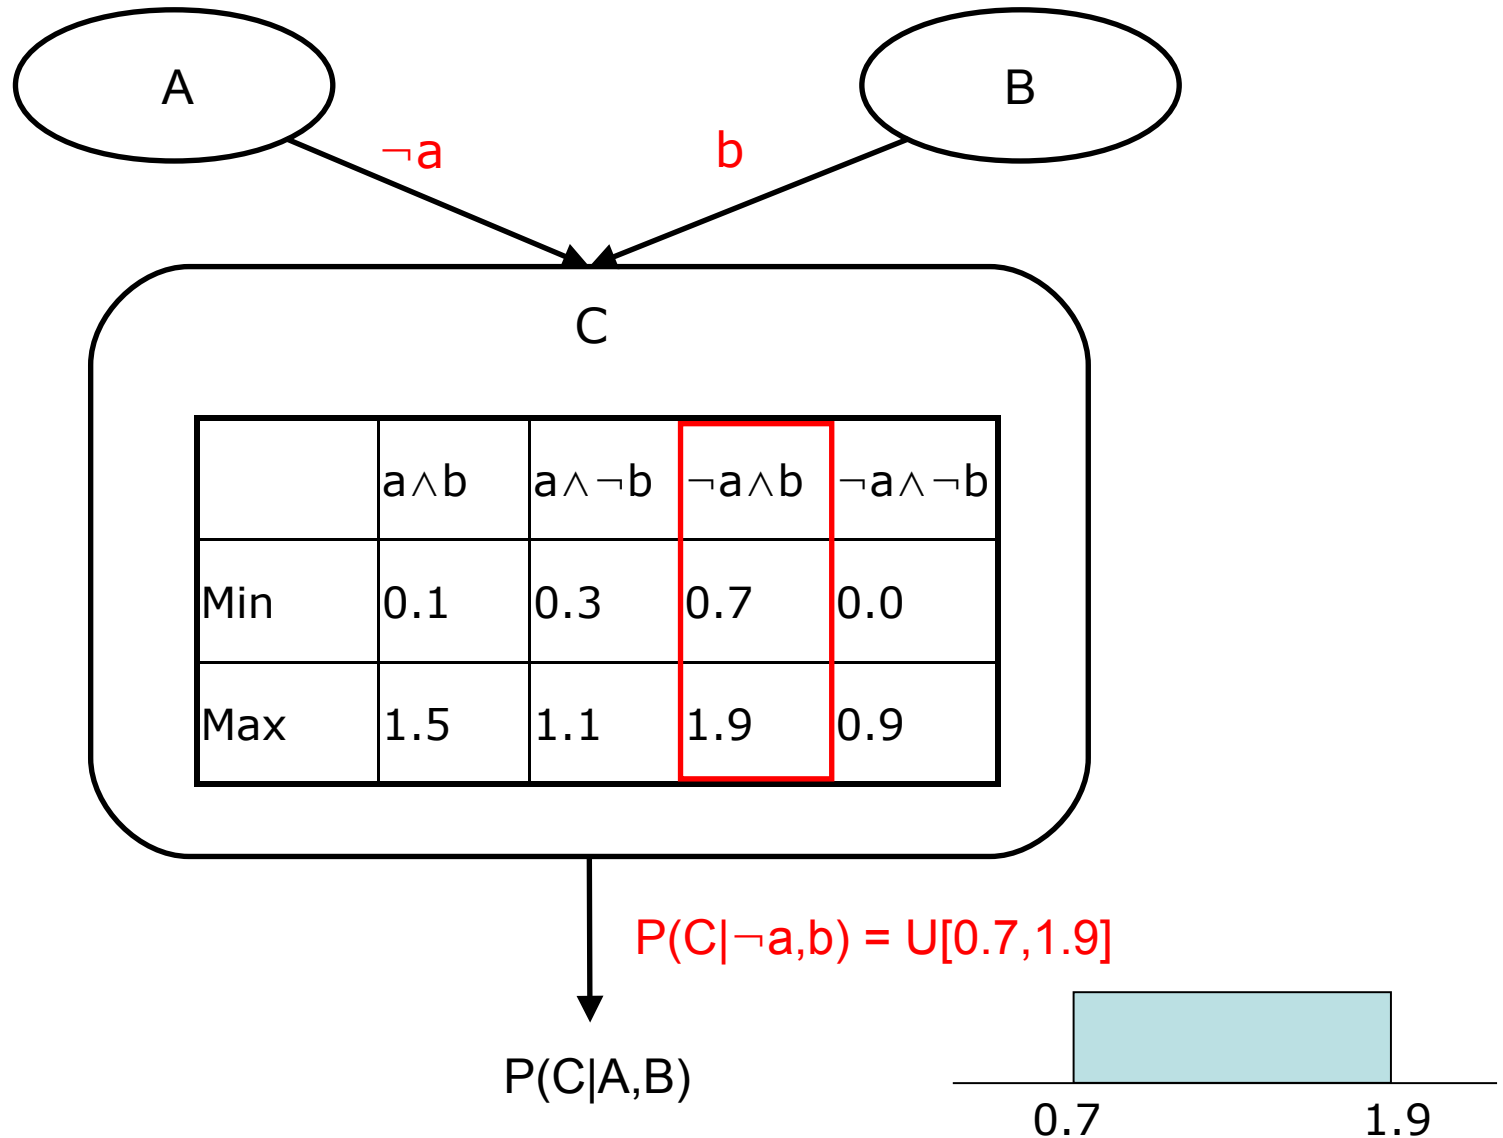 A B
¬a b
C
a∧b a∧¬b ¬a∧b ¬a∧¬b
Min 0.1 0.3 0.7 0.0
Max 1.5 1.1 1.9 0.9
P(C|¬a,b) = U[0.7,1.9]
P(C|A,B)
0.7 1.9